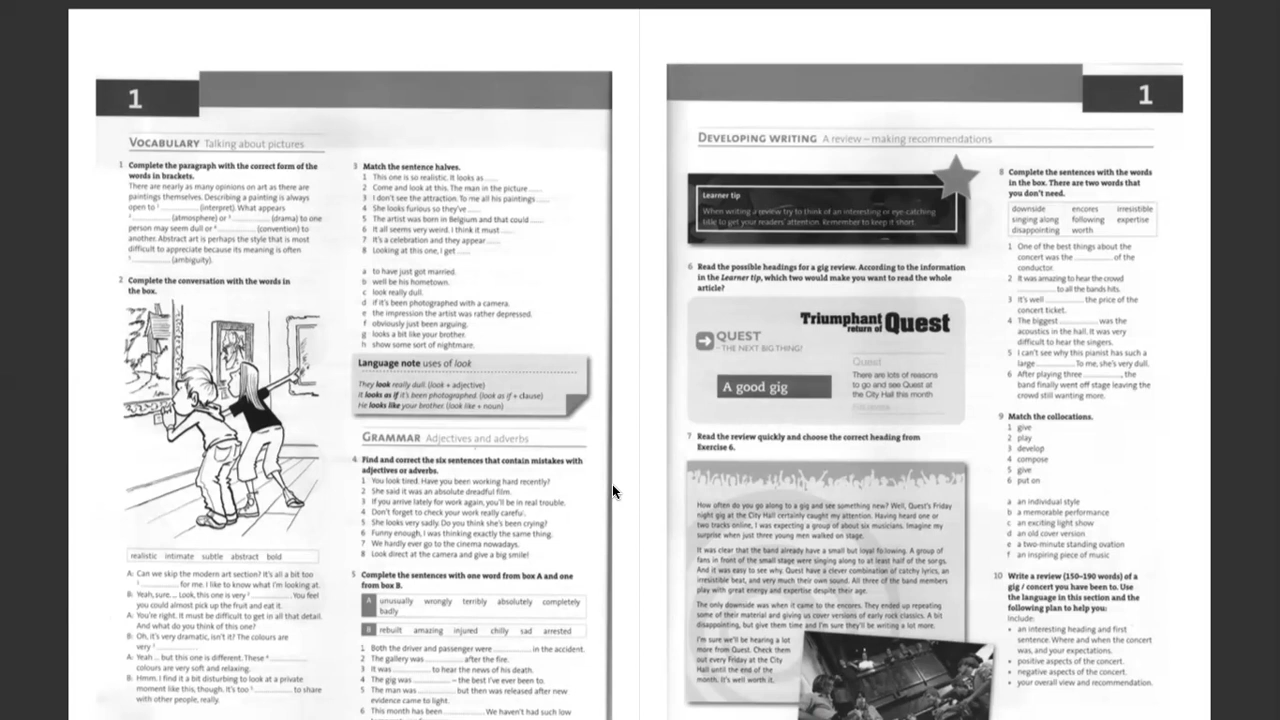 1
VOCABULARY Talking about pictures
1 Complete the paragraph with the correct form of the
words in brackets.
There are nearly as many opinions on art as there are
paintings themselves. Describing a painting is always
open to 1 (interpret). What appears
2 (atmosphere) or 3 (drama) to one
person may seem dull or 4 (convention) to
another. Abstract art is perhaps the style that is most
difficult to appreciate because its meaning is often
5 (ambiguity).
2 Complete the conversation with the words in
the box.
realistic intimate subtle abstract bold
A: Can we skip the modern art section? It's all a bit too
1 for me. I like to know what I'm looking at.
B: Yeah, sure. ... Look, this one is very 2 . You feel
you could almost pick up the fruit and eat it.
A: You're right. It must be difficult to get in all that detail.
And what do you think of this one?
B: Oh, it's very dramatic, isn't it? The colours are
very 3
A: Yeah ... but this one is different. These 4
colours are very soft and relaxing.
B: Hmm. I find it a bit disturbing to look at a private
moment like this, though. It's too 5 to share
with other people, really.
3 Match the sentence halves.
1 This one is so realistic. It looks as
2 Come and look at this. The man in the picture
3 I don't see the attraction. To me all his paintings
4 She looks furious so they've
5 The artist was born in Belgium and that could
6 It all seems very weird. I think it must
7 It's a celebration and they appear
8 Looking at this one, I get
a to have just got married.
b well be his hometown.
c look really dull.
d if it's been photographed with a camera.
e the impression the artist was rather depressed.
f obviously just been arguing.
g looks a bit like your brother.
h show some sort of nightmare.
Language note uses of look
They look really dull. (look + adjective)
It looks as if it's been photographed. (look as if + clause)
He looks like your brother. (look like + noun)
GRAMMAR Adjectives and adverbs
4 Find and correct the six sentences that contain mistakes with
adjectives or adverbs.
1 You look tired. Have you been working hard recently?
2 She said it was an absolute dreadful film.
3 If you arrive lately for work again, you'll be in real trouble.
4 Don't forget to check your work really careful.
5 She looks very sadly. Do you think she's been crying?
6 Funny enough, I was thinking exactly the same thing.
7 We hardly ever go to the cinema nowadays.
8 Look direct at the camera and give a big smile!
5 Complete the sentences with one word from box A and one
from box B.
A unusually wrongly terribly absolutely completely
badly
B rebuilt amazing injured chilly sad arrested
1 Both the driver and passenger were in the accident.
2 The gallery was after the fire.
3 It was to hear the news of his death.
4 The gig was – the best I've ever been to.
5 The man was but then was released after new
evidence came to light.
6 This month has been . We haven't had such low
1
DEVELOPING WRITING A review – making recommendations
Learner tip
When writing a review try to think of an interesting or eye-catching
title to get your readers' attention. Remember to keep it short.
6 Read the possible headings for a gig review. According to the information
in the Learner tip, which two would make you want to read the whole
article?
Triumphant
return of Quest
QUEST
– THE NEXT BIG THING!
A good gig
Quest
There are lots of reasons
to go and see Quest at
the City Hall this month
7 Read the review quickly and choose the correct heading from
Exercise 6.
How often do you go along to a gig and see something new? Well, Quest's Friday
night gig at the City Hall certainly caught my attention. Having heard one or
two tracks online, I was expecting a group of about six musicians. Imagine my
surprise when just three young men walked on stage.
It was clear that the band already have a small but loyal following. A group of
fans in front of the small stage were singing along to at least half of the songs.
And it was easy to see why. Quest have a clever combination of catchy lyrics, an
irresistible beat, and very much their own sound. All three of the band members
play with great energy and expertise despite their age.
The only downside was when it came to the encores. They ended up repeating
some of their material and giving us cover versions of early rock classics. A bit
disappointing, but give them time and I'm sure they'll be writing a lot more.
I'm sure we'll be hearing a lot
more from Quest. Check them
out every Friday at the City
Hall until the end of the
month. It's well worth it.
8 Complete the sentences with the words
in the box. There are two words that
you don't need.
downside encores irresistible
singing along following expertise
disappointing worth
1 One of the best things about the
concert was the of the
conductor.
2 It was amazing to hear the crowd
to all the bands hits.
3 It's well the price of the
concert ticket.
4 The biggest was the
acoustics in the hall. It was very
difficult to hear the singers.
5 I can't see why this pianist has such a
large . To me, she's very dull.
6 After playing three , the
band finally went off stage leaving the
crowd still wanting more.
9 Match the collocations.
1 give
2 play
3 develop
4 compose
5 give
6 put on
a an individual style
b a memorable performance
c an exciting light show
d an old cover version
e a two-minute standing ovation
f an inspiring piece of music
10 Write a review (150–190 words) of a
gig / concert you have been to. Use
the language in this section and the
following plan to help you:
Include:
• an interesting heading and first
sentence. Where and when the concert
was, and your expectations.
• positive aspects of the concert.
• negative aspects of the concert.
• your overall view and recommendation.